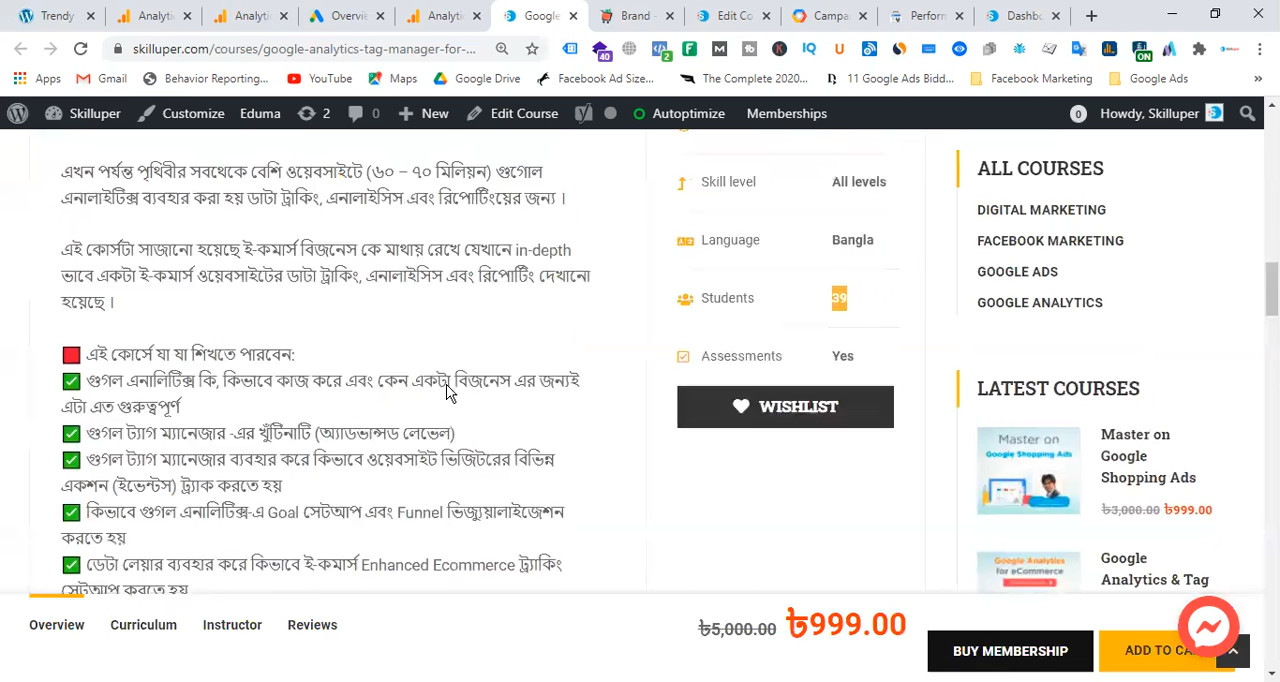 Trendy
Analytic
Analytic
Overvie
Analytic
Google
Brand -
Edit Co
Campa
Perform
Dashbo
skilluper.com/courses/google-analytics-tag-manager-for-...
40
2
ON
Apps
Gmail
Behavior Reporting...
YouTube
Maps
Google Drive
Facebook Ad Size...
The Complete 2020...
11 Google Ads Bidd...
Facebook Marketing
Google Ads
»
Skilluper
Customize
Eduma
2
0
New
Edit Course
Autoptimize
Memberships
0
Howdy, Skilluper
এখন পর্যন্ত পৃথিবীর সবথেকে বেশি ওয়েবসাইটে (৬০ – ৭০ মিলিয়ন) গুগোল
এনালাইটিক্স ব্যবহার করা হয় ডাটা ট্রাকিং, এনালাইসিস এবং রিপোর্টিংয়ের জন্য ।
এই কোর্সটা সাজানো হয়েছে ই-কমার্স বিজনেস কে মাথায় রেখে যেখানে in-depth
ভাবে একটা ই-কমার্স ওয়েবসাইটের ডাটা ট্রাকিং, এনালাইসিস এবং রিপোর্টিং দেখানো
হয়েছে ।
এই কোর্সে যা যা শিখতে পারবেন:
গুগল এনালিটিক্স কি, কিভাবে কাজ করে এবং কেন একটা বিজনেস এর জন্যই
এটা এত গুরুত্বপূর্ণ
গুগল ট্যাগ ম্যানেজার -এর খুঁটিনাটি (অ্যাডভান্সড লেভেল)
গুগল ট্যাগ ম্যানেজার ব্যবহার করে কিভাবে ওয়েবসাইট ভিজিটরের বিভিন্ন
একশন (ইভেন্টস) ট্র্যাক করতে হয়
কিভাবে গুগল এনালিটিক্স-এ Goal সেটআপ এবং Funnel ভিজ্যুয়ালাইজেশন
করতে হয়
ডেটা লেয়ার ব্যবহার করে কিভাবে ই-কমার্স Enhanced Ecommerce ট্র্যাকিং
সেটআপ করতে হয়
Skill level All levels
Language Bangla
Students 39
Assessments Yes
WISHLIST
ALL COURSES
DIGITAL MARKETING
FACEBOOK MARKETING
GOOGLE ADS
GOOGLE ANALYTICS
LATEST COURSES
Master on Google Shopping Ads
Master on
Google
Shopping Ads
৳3,000.00 ৳999.00
Google Analytics
for eCommerce
Google
Analytics & Tag
Overview
Curriculum
Instructor
Reviews
৳5,000.00 ৳999.00
BUY MEMBERSHIP
ADD TO CA